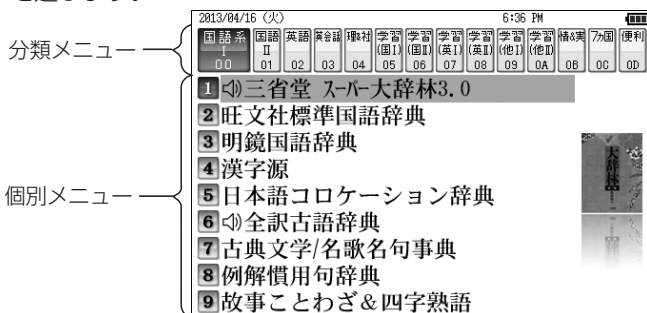 2013/04/16 (火) 6:36 PM
分類メニュー
国語系 I 00
国語 II 01
英語 02
英会話 03
理&社 04
学習 (国I) 05
学習 (国II) 06
学習 (英I) 07
学習 (英II) 08
学習 (他I) 09
学習 (他II) 0A
情&実 0B
7カ国 0C
便利 0D
個別メニュー
1 三省堂 スーパー大辞林3.0
2 旺文社標準国語辞典
3 明鏡国語辞典
4 漢字源
5 日本語コロケーション辞典
6 全訳古語辞典
7 古典文学/名歌名句事典
8 例解慣用句辞典
9 故事ことわざ&四字熟語
大辞林